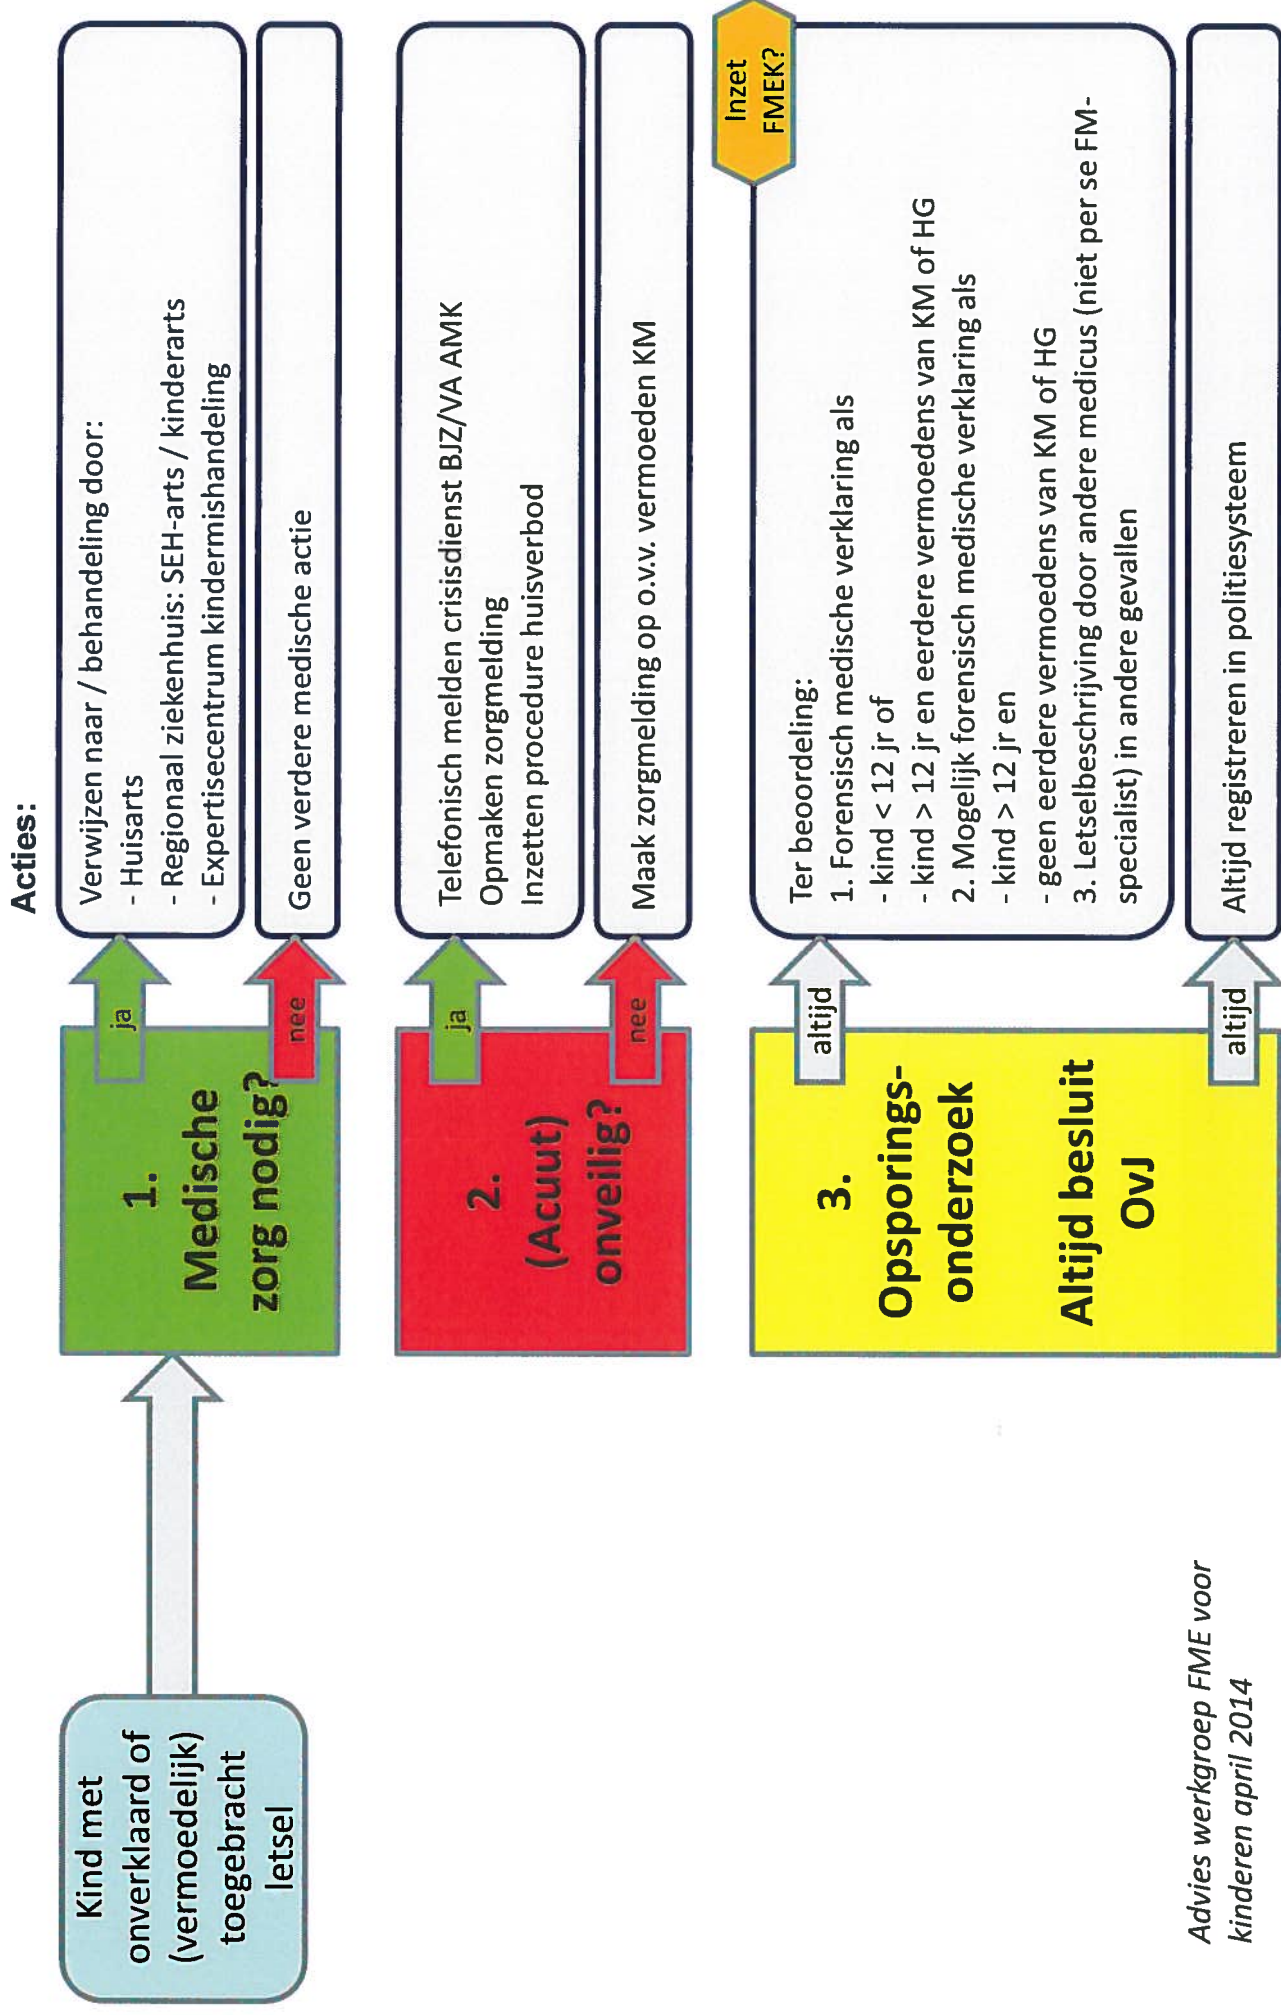 Acties:
Kind met
onverklaard of
(vermoedelijk)
toegebracht
letsel
1.
Medische
zorg nodig?
ja
Verwijzen naar / behandeling door:
- Huisarts
- Regionaal ziekenhuis: SEH-arts / kinderarts
- Expertisecentrum kindermishandeling
nee
Geen verdere medische actie
2.
(Acuut)
onveilig?
ja
Telefonisch melden crisisdienst BJZ/VA AMK
Opmaken zorgmelding
Inzetten procedure huisverbod
nee
Maak zorgmelding op o.v.v. vermoeden KM
3.
Opsporings-
onderzoek
Altijd besluit
OvJ
Inzet
FMEK?
altijd
Ter beoordeling:
1. Forensisch medische verklaring als
- kind < 12 jr of
- kind > 12 jr en eerdere vermoedens van KM of HG
2. Mogelijk forensisch medische verklaring als
- kind > 12 jr en
- geen eerdere vermoedens van KM of HG
3. Letselbeschrijving door andere medicus (niet per se FM-
specialist) in andere gevallen
altijd
Altijd registreren in politiesysteem
Advies werkgroep FME voor
kinderen april 2014